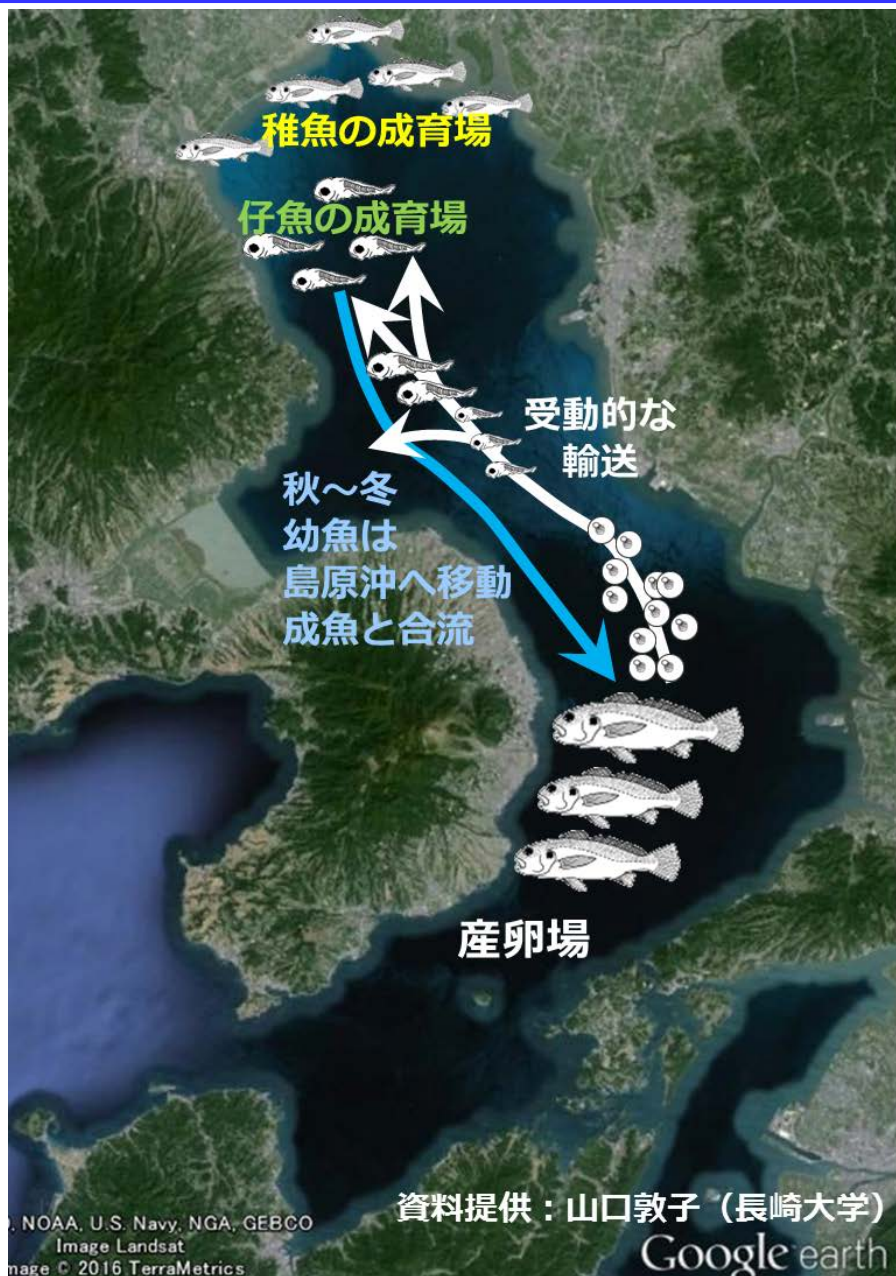 稚魚の成育場
仔魚の成育場
受動的な
輸送
秋～冬
幼魚は
島原沖へ移動
成魚と合流
産卵場
資料提供：山口敦子（長崎大学）
, NOAA, U.S. Navy, NGA, GEBCO
Image Landsat
mage © 2016 TerraMetrics
Google earth